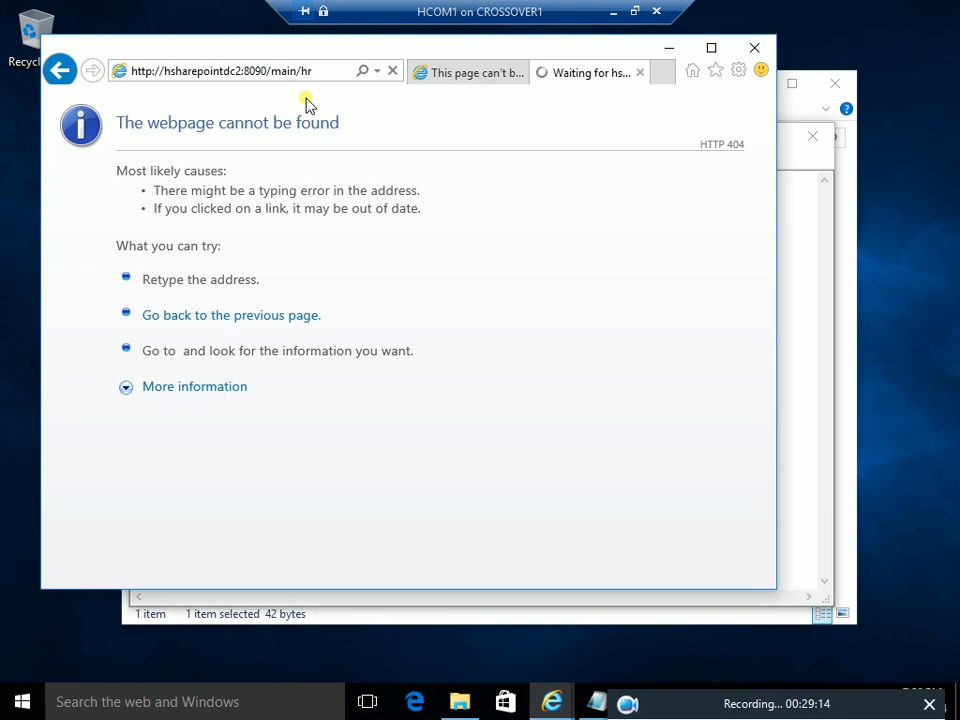 HCOM1 on CROSSOVER1
http://hsharepointdc2:8090/main/hr
This page can't b...
Waiting for hs...
The webpage cannot be found
HTTP 404
Most likely causes:
• There might be a typing error in the address.
• If you clicked on a link, it may be out of date.
What you can try:
Retype the address.
Go back to the previous page.
Go to  and look for the information you want.
More information
1 item 1 item selected 42 bytes
Search the web and Windows
Recording... 00:29:14